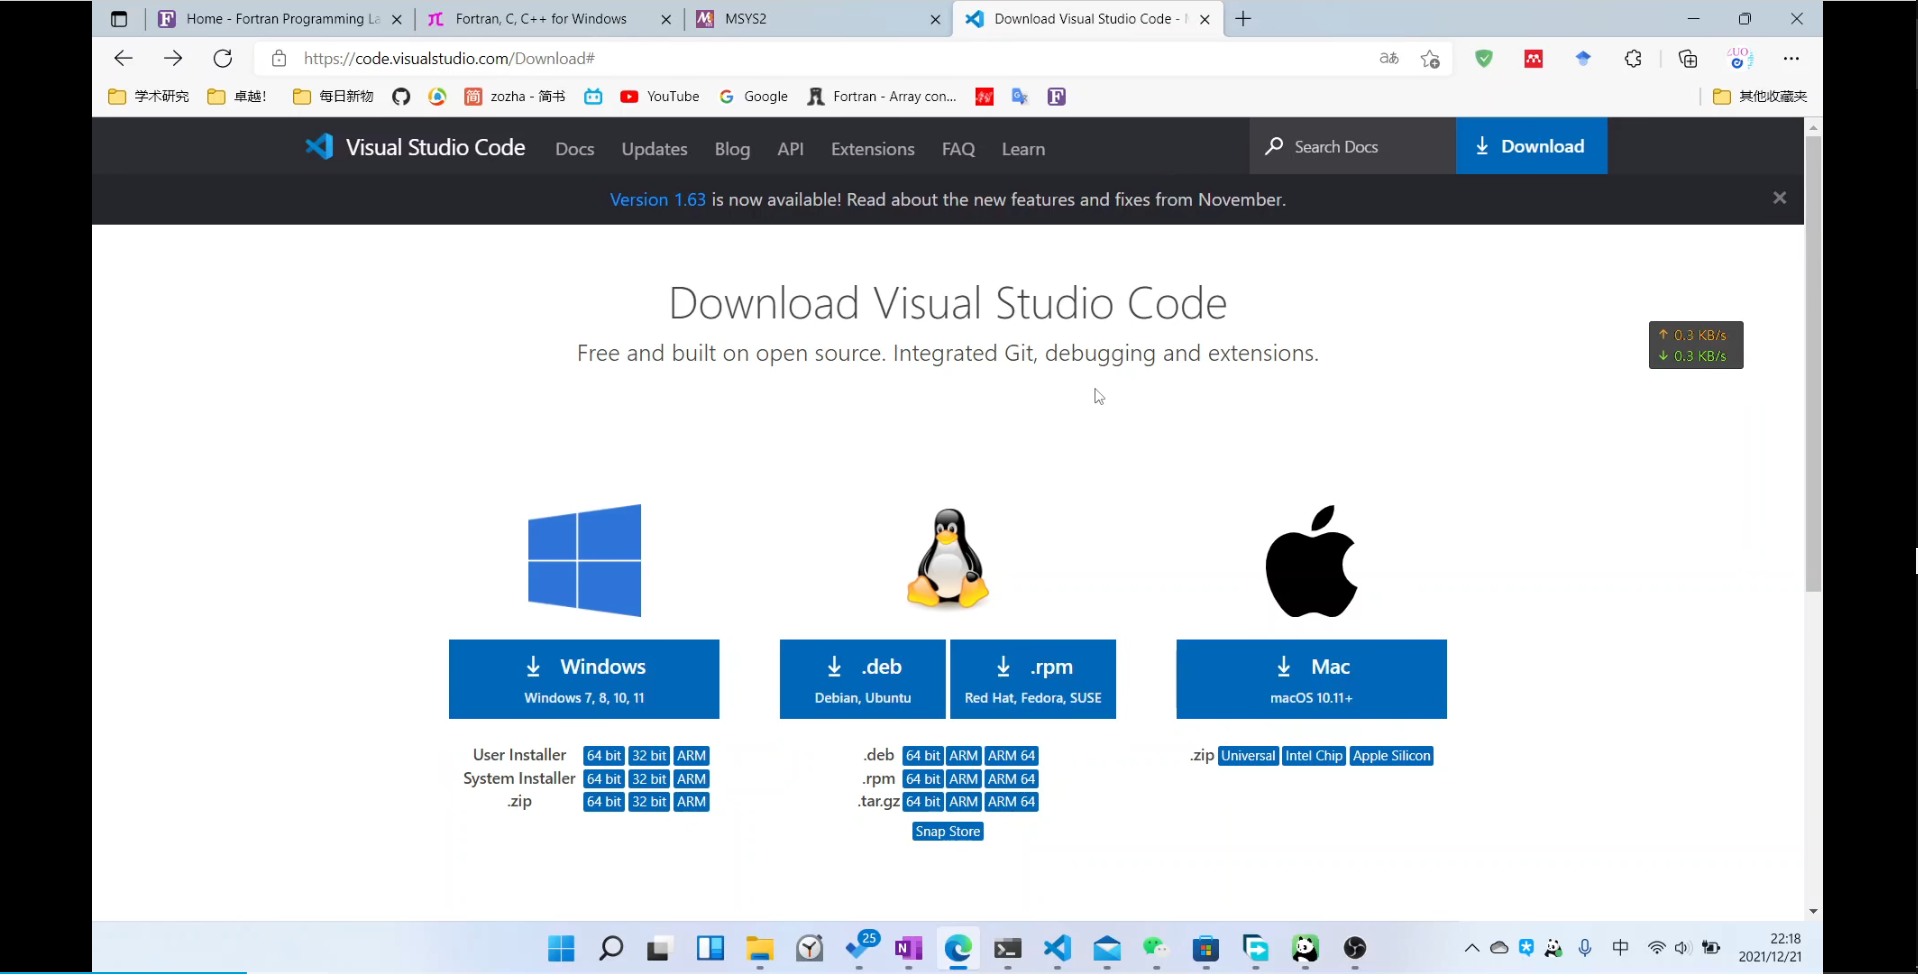 Home - Fortran Programming La
Fortran, C, C++ for Windows
MSYS2
Download Visual Studio Code -
https://code.visualstudio.com/Download#
aあ
学术研究
卓越！
每日新物
简
zozha - 简书
YouTube
Google
Fortran - Array con...
其他收藏夹
Visual Studio Code
Docs
Updates
Blog
API
Extensions
FAQ
Learn
Search Docs
Download
Version 1.63 is now available! Read about the new features and fixes from November.
Download Visual Studio Code
Free and built on open source. Integrated Git, debugging and extensions.
↑ 0.3 KB/s
↓ 0.3 KB/s
Windows
Windows 7, 8, 10, 11
.deb
Debian, Ubuntu
.rpm
Red Hat, Fedora, SUSE
Mac
macOS 10.11+
User Installer 64 bit 32 bit ARM
System Installer 64 bit 32 bit ARM
.zip 64 bit 32 bit ARM
.deb 64 bit ARM ARM 64
.rpm 64 bit ARM ARM 64
.tar.gz 64 bit ARM ARM 64
Snap Store
.zip Universal Intel Chip Apple Silicon
25
中
22:18
2021/12/21